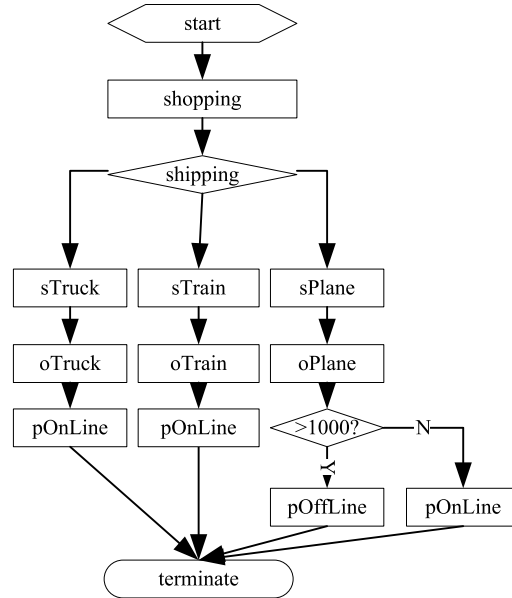 start
shopping
shipping
sTruck
sTrain
sPlane
oTruck
oTrain
oPlane
pOnLine
pOnLine
>1000?
N
Y
pOffLine
pOnLine
terminate